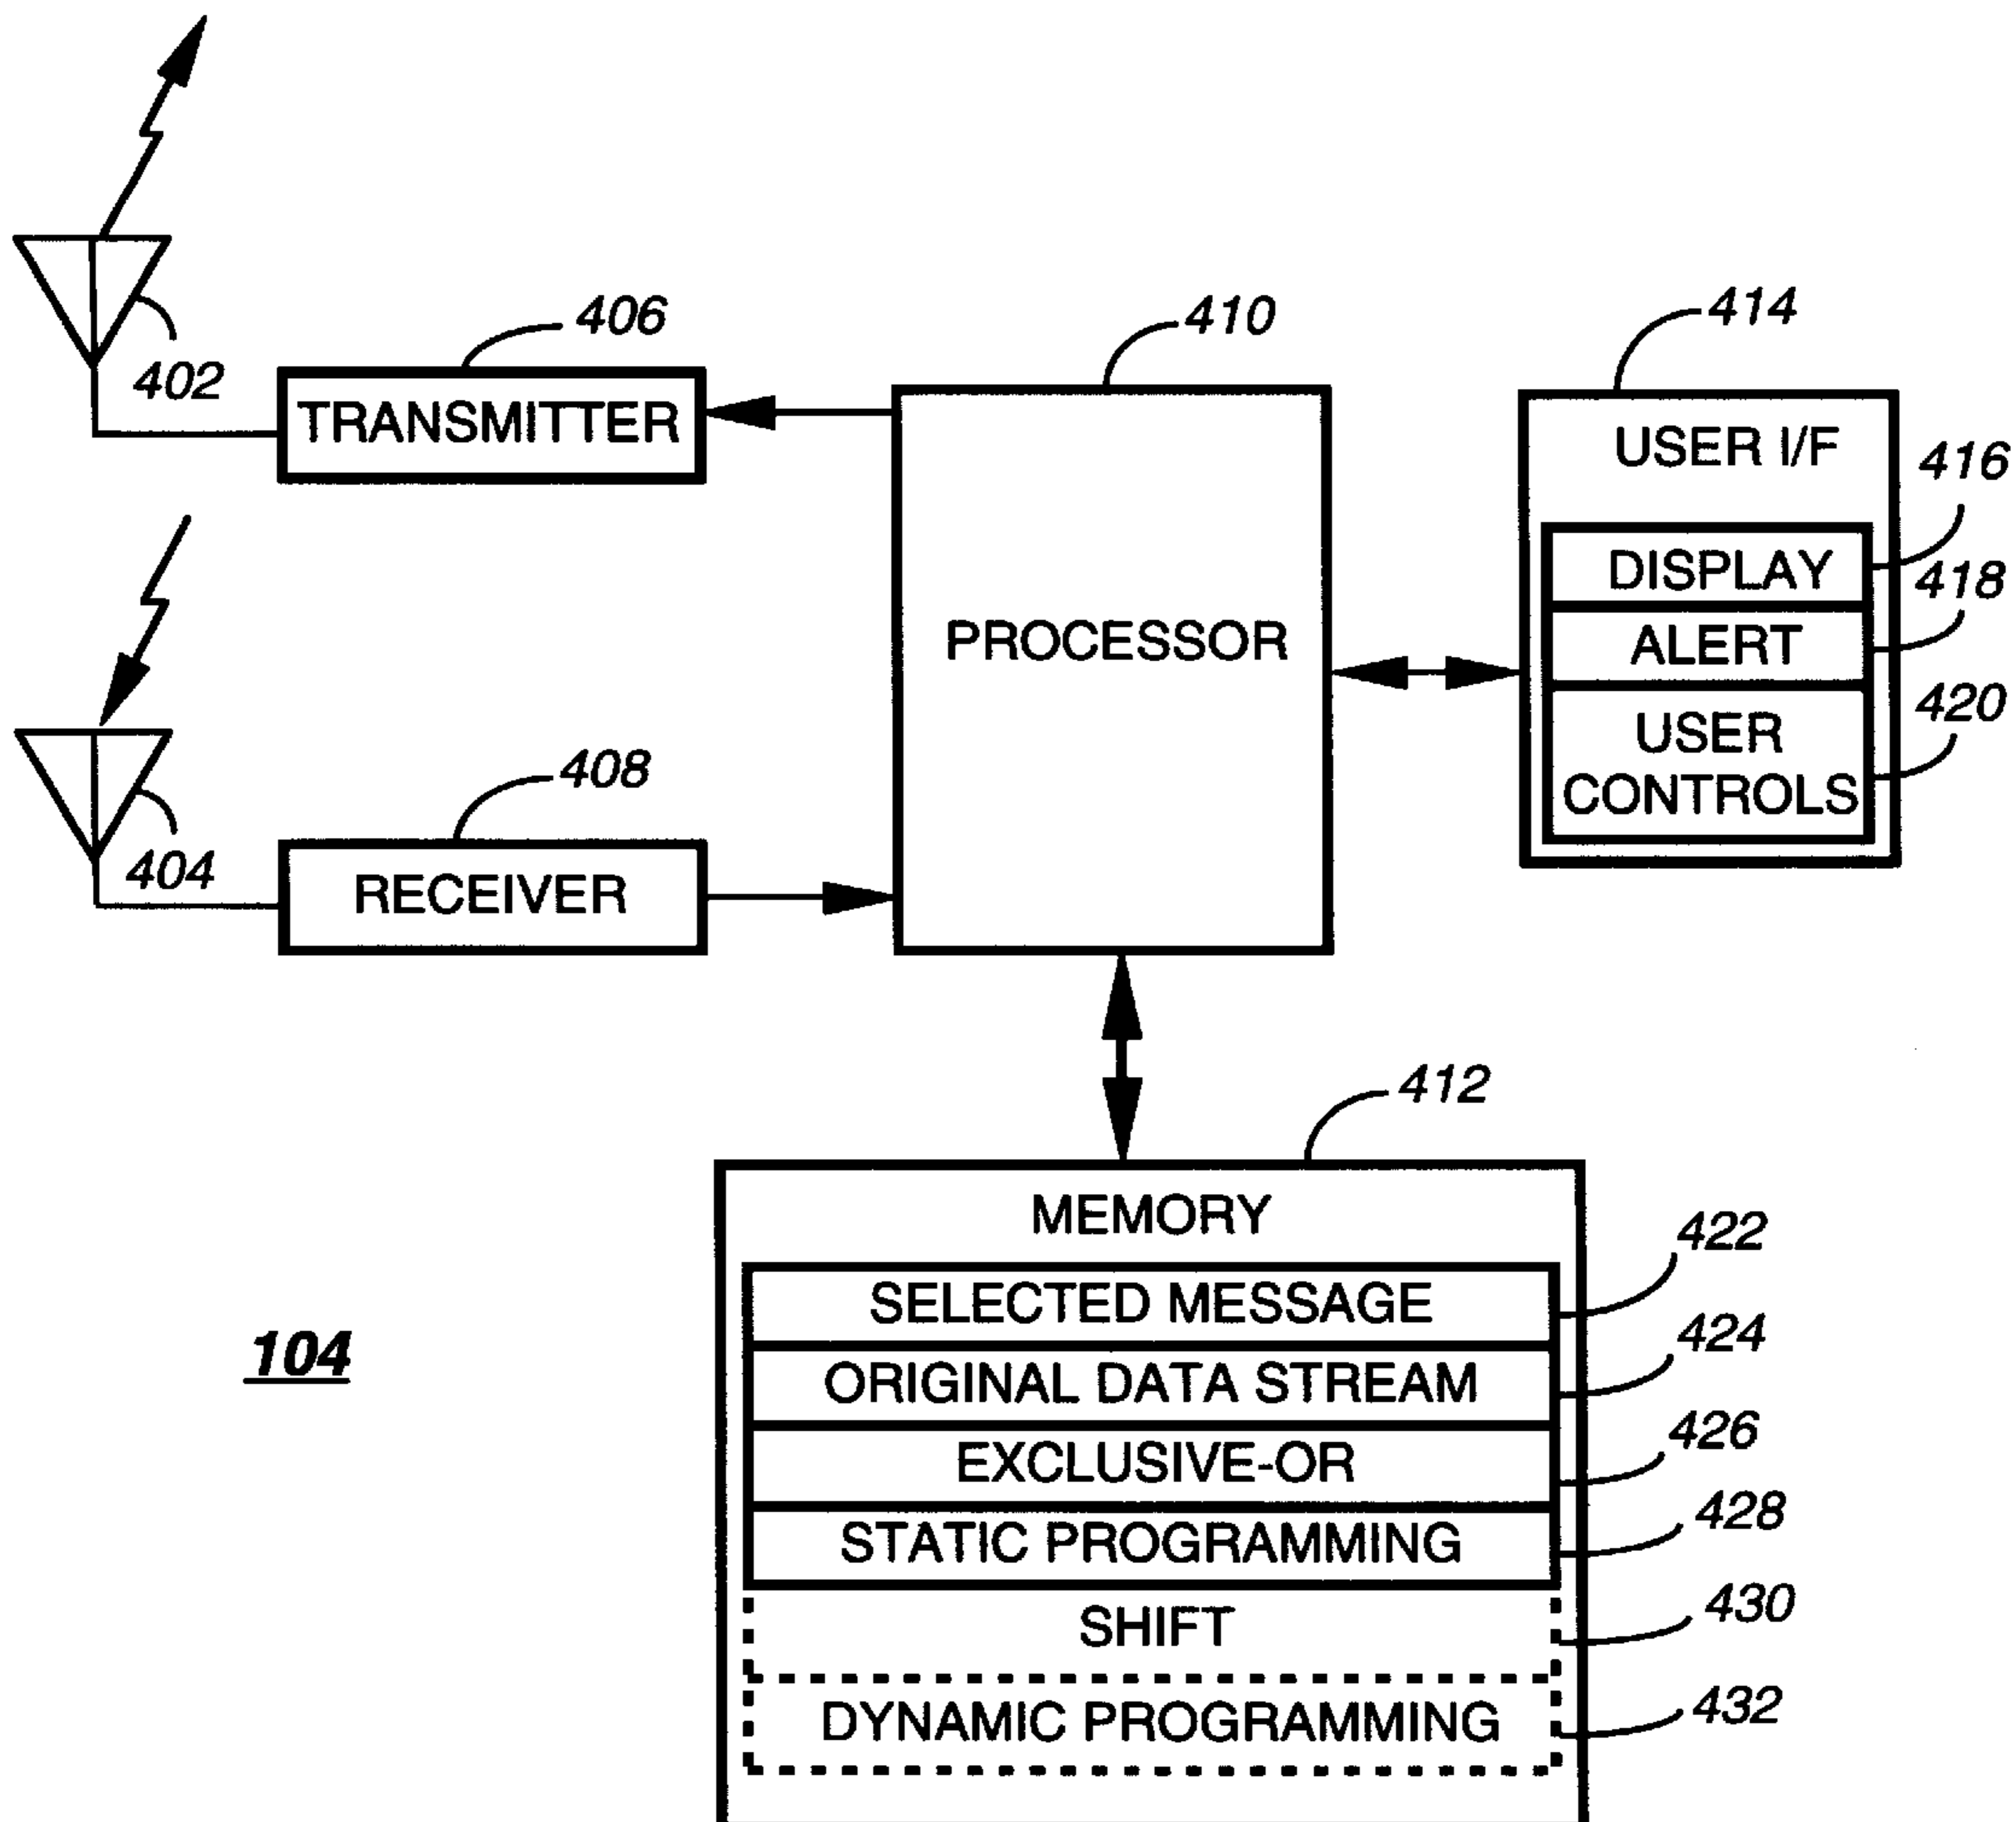 406
410
414
402
TRANSMITTER
USER I/F
416
DISPLAY
418
ALERT
PROCESSOR
420
USER
CONTROLS
408
404
RECEIVER
412
MEMORY
422
SELECTED MESSAGE
424
ORIGINAL DATA STREAM
104
426
EXCLUSIVE-OR
428
STATIC PROGRAMMING
430
SHIFT
432
DYNAMIC PROGRAMMING